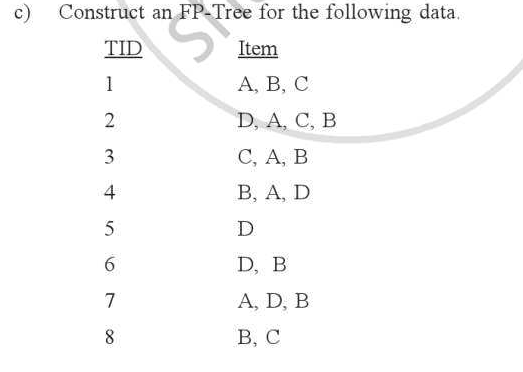 c) Construct an FP-Tree for the following data.
TID Item
1 A, B, C
2 D, A, C, B
3 C, A, B
4 B, A, D
5 D
6 D, B
7 A, D, B
8 B, C